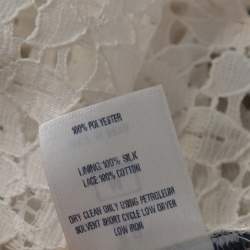 100% POLYESTER
LINING: 100% SILK
LACE 100% COTTON
DRY CLEAN ONLY USING PETROLEUM
SOLVENT SHORT CYCLE LOW DRYER
LOW IRON